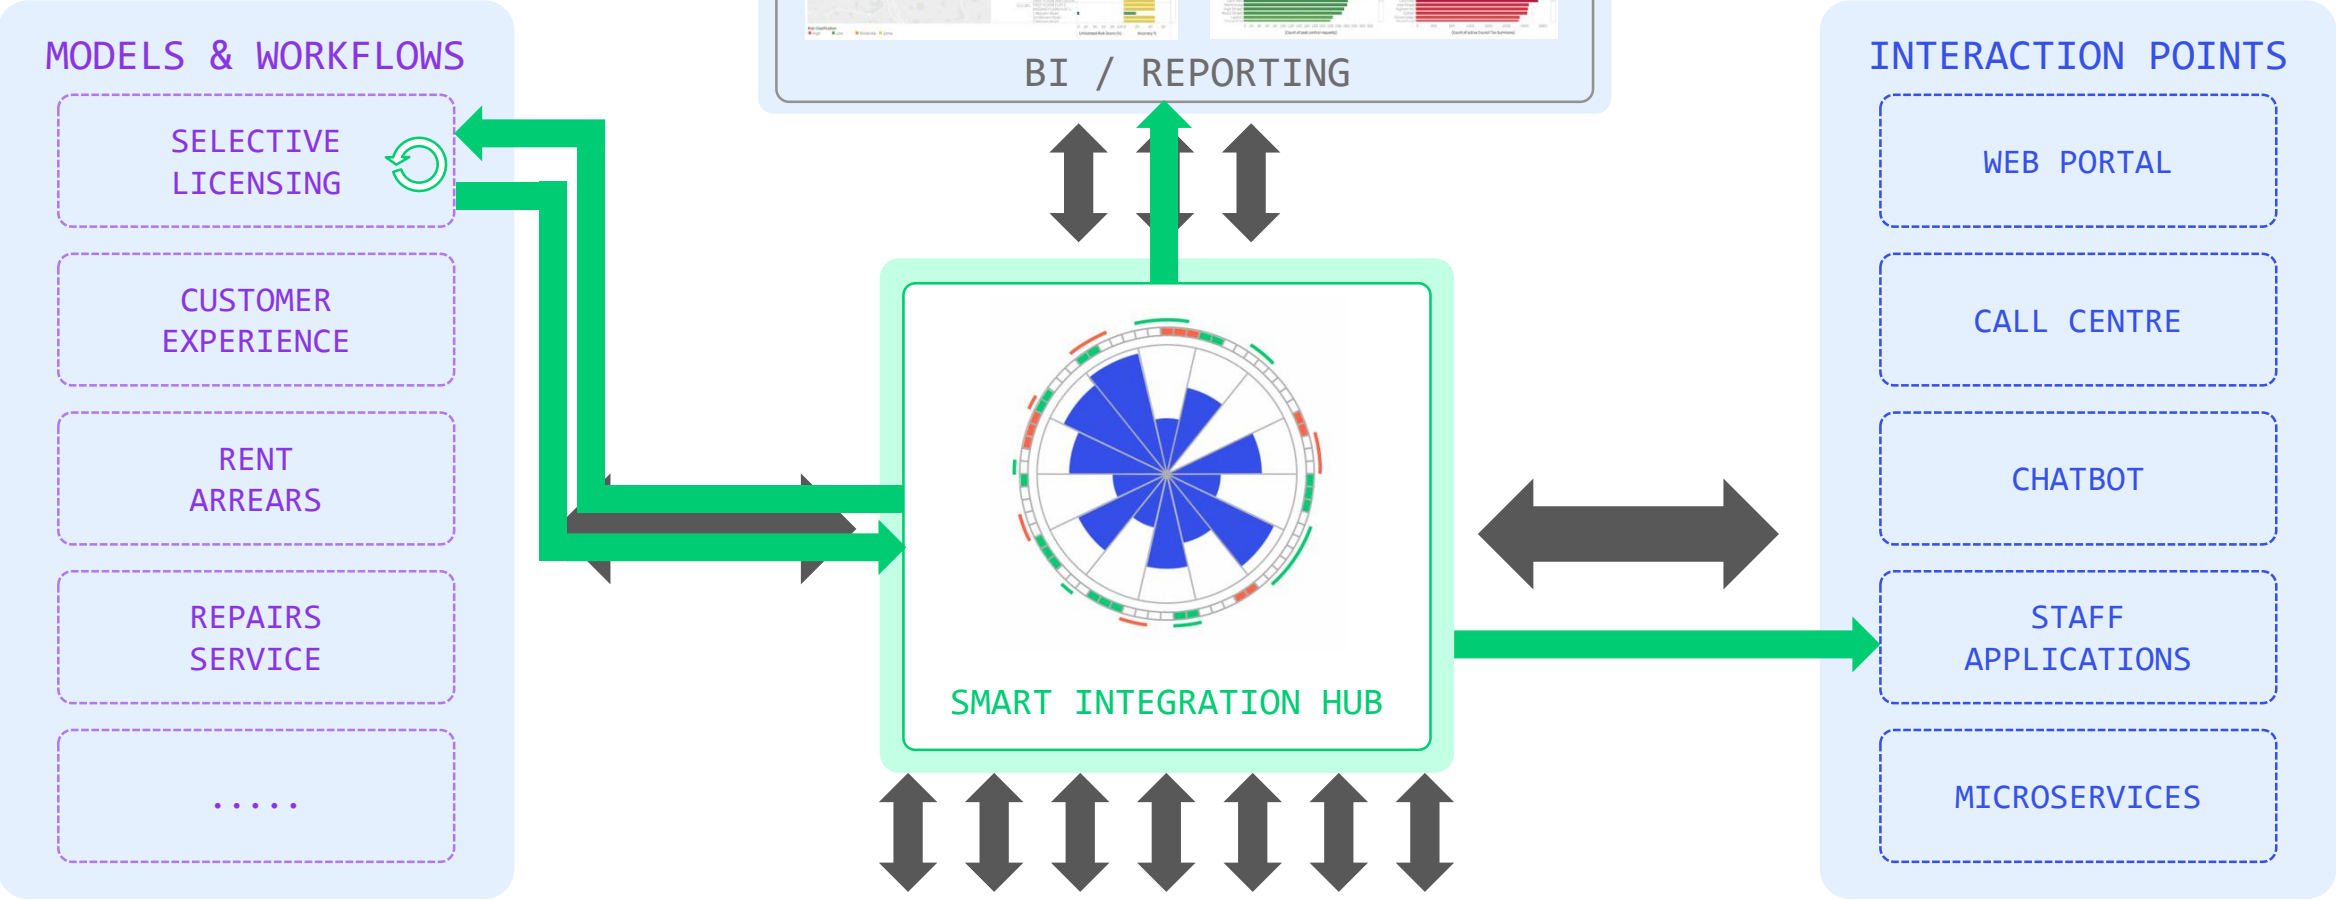 MODELS & WORKFLOWS
SELECTIVE
LICENSING
CUSTOMER
EXPERIENCE
RENT
ARREARS
REPAIRS
SERVICE
.....
BI / REPORTING
SMART INTEGRATION HUB
INTERACTION POINTS
WEB PORTAL
CALL CENTRE
CHATBOT
STAFF
APPLICATIONS
MICROSERVICES